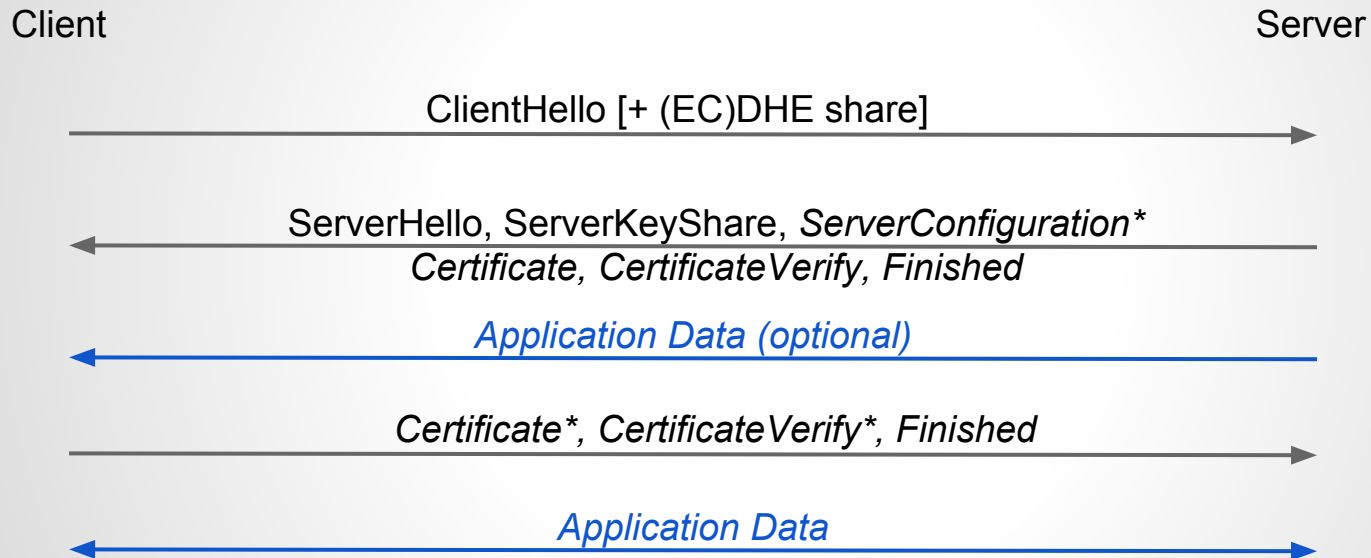 Client
Server
ClientHello [+ (EC)DHE share]
ServerHello, ServerKeyShare, ServerConfiguration*
Certificate, CertificateVerify, Finished
Application Data (optional)
Certificate*, CertificateVerify*, Finished
Application Data